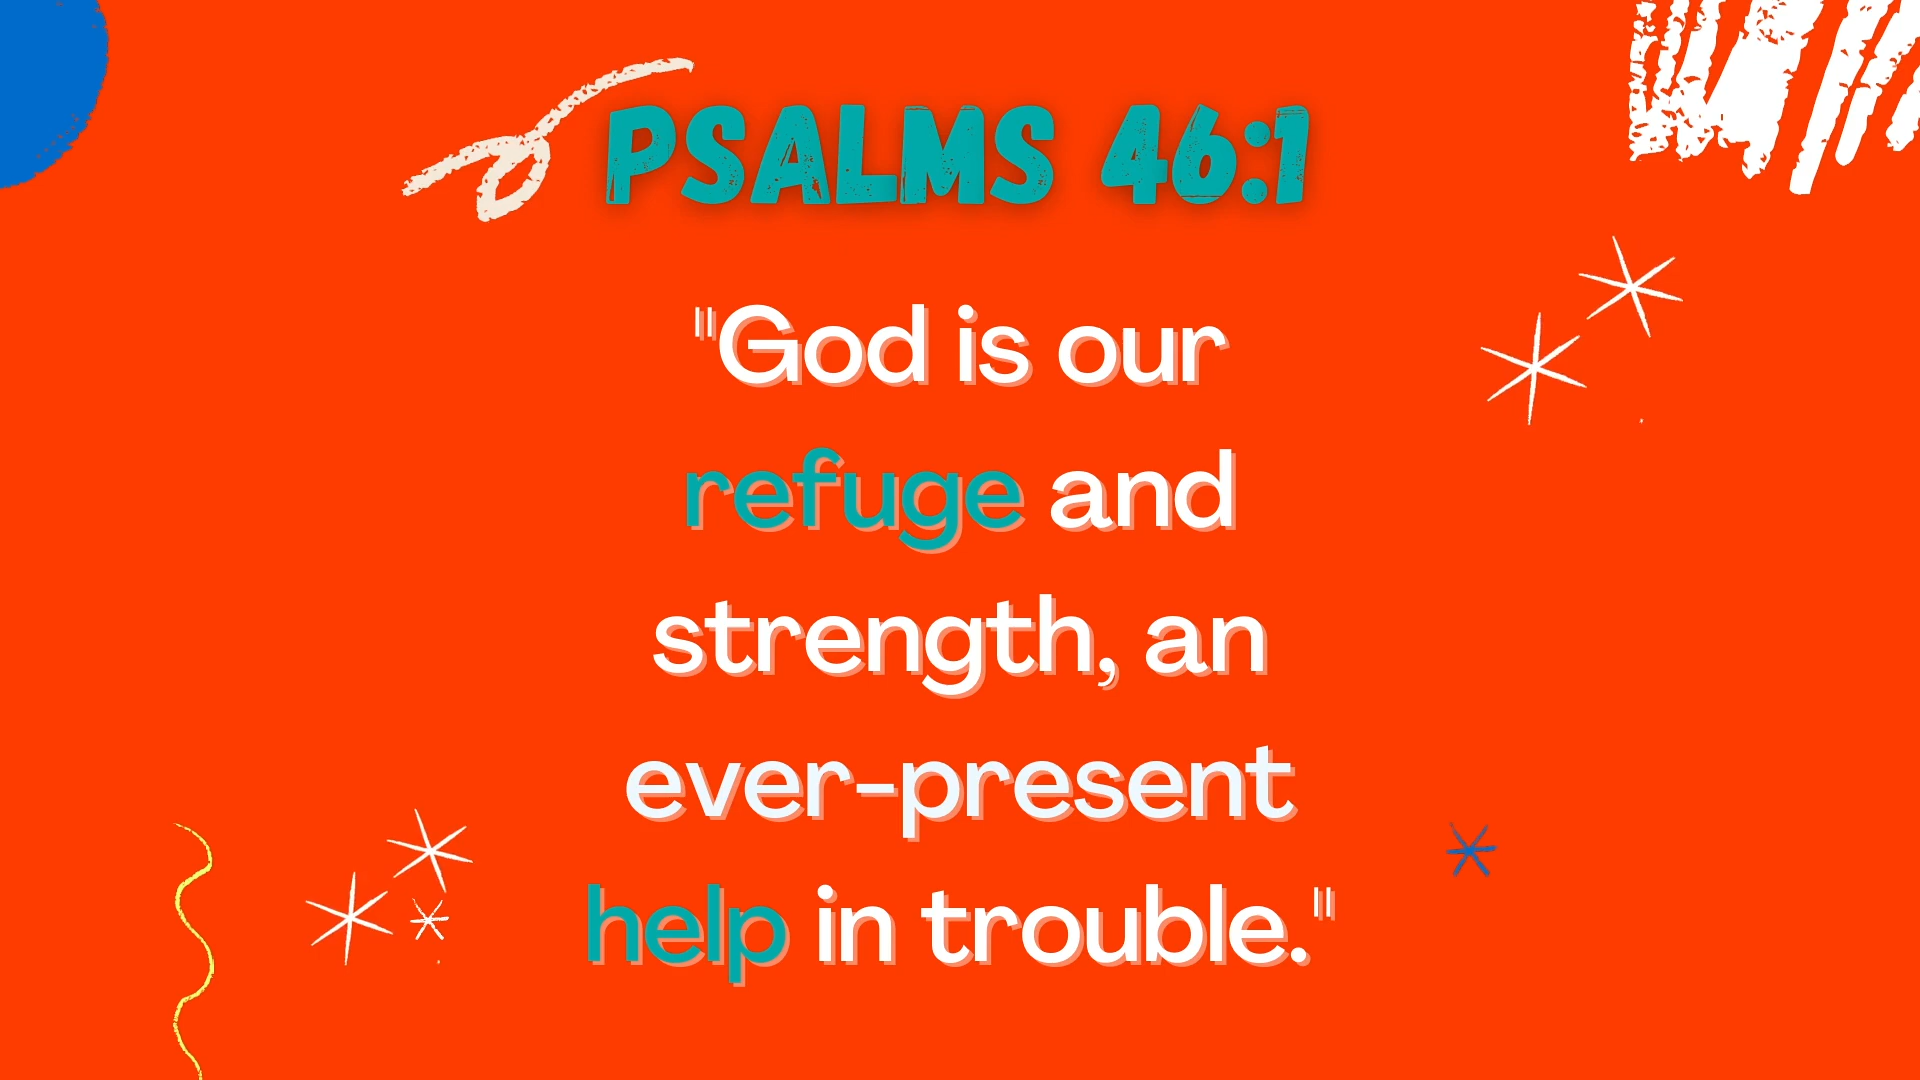 PSALMS 46:1
"God is our
refuge and
strength, an
ever-present
help in trouble."